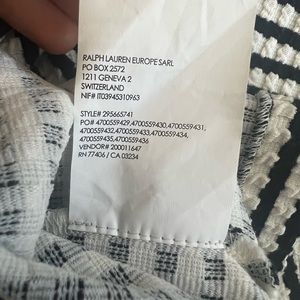 RALPH LAUREN EUROPE SARL
PO BOX 2572
1211 GENEVA 2
SWITZERLAND
NIF# IT03945310963
STYLE# 295665741
PO# 4700559429,4700559430,4700559431,
4700559432,4700559433,4700559434,
4700559435,4700559436
VENDOR# 200011647
RN 77406 / CA 03234